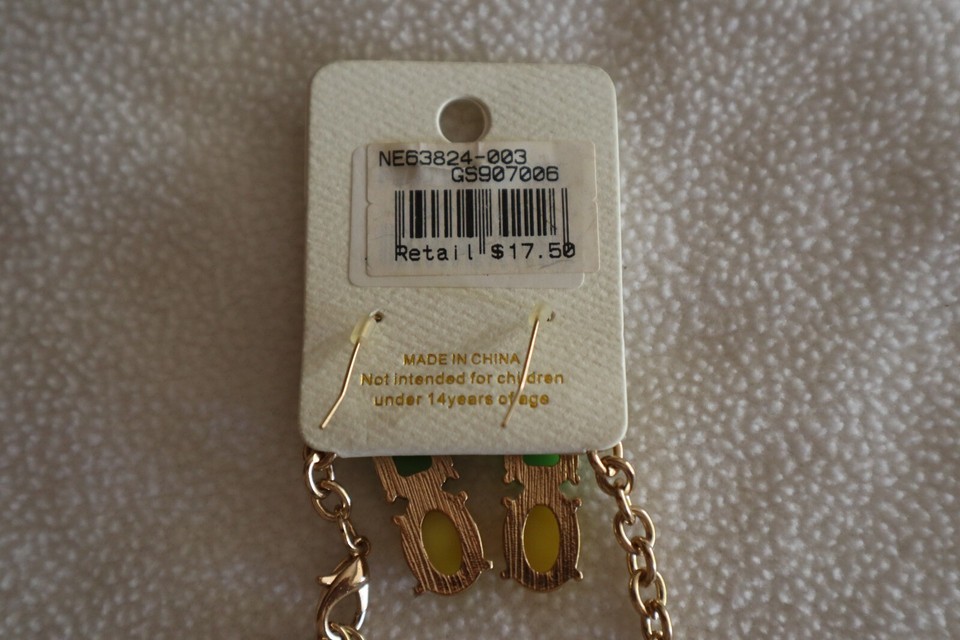 NE63824-003
GS907006
Retail $17.50
MADE IN CHINA
Not intended for children
under 14years of age